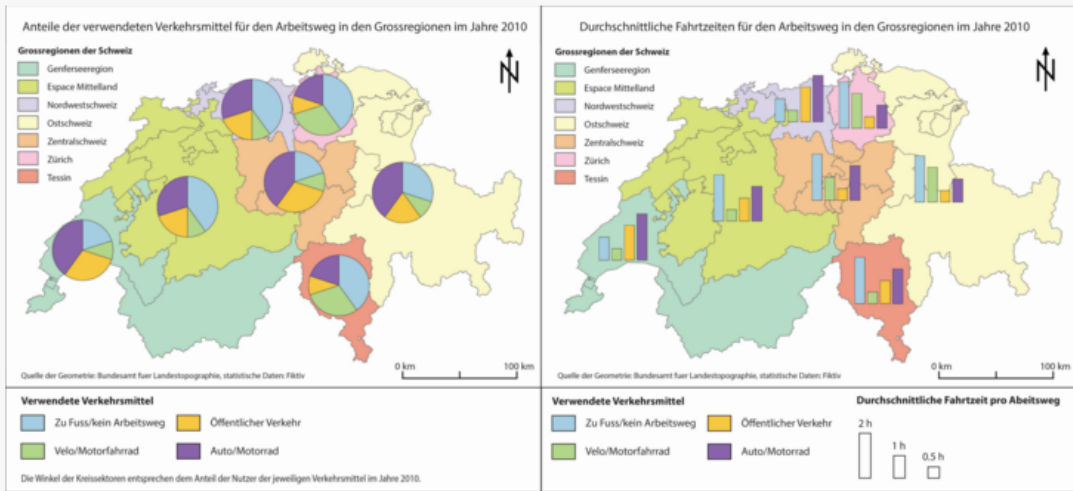 Anteile der verwendeten Verkehrsmittel für den Arbeitsweg in den Grossregionen im Jahre 2010
Grossregionen der Schweiz
Genferseeregion
Espace Mittelland
Nordwestschweiz
Ostschweiz
Zentralschweiz
Zürich
Tessin
N
Quelle der Geometrie: Bundesamt fuer Landestopographie, statistische Daten: Fiktiv
0 km
100 km
Verwendete Verkehrsmittel
Zu Fuss/kein Arbeitsweg
Öffentlicher Verkehr
Velo/Motorfahrrad
Auto/Motorrad
Die Winkel der Kreissektoren entsprechen dem Anteil der Nutzer der jeweiligen Verkehrsmittel im Jahre 2010.
Durchschnittliche Fahrtzeiten für den Arbeitsweg in den Grossregionen im Jahre 2010
Grossregionen der Schweiz
Genferseeregion
Espace Mittelland
Nordwestschweiz
Ostschweiz
Zentralschweiz
Zürich
Tessin
N
Quelle der Geometrie: Bundesamt fuer Landestopographie, statistische Daten: Fiktiv
0 km
100 km
Verwendete Verkehrsmittel
Zu Fuss/kein Arbeitsweg
Öffentlicher Verkehr
Velo/Motorfahrrad
Auto/Motorrad
Durchschnittliche Fahrtzeit pro Abeitsweg
2 h
1 h
0.5 h